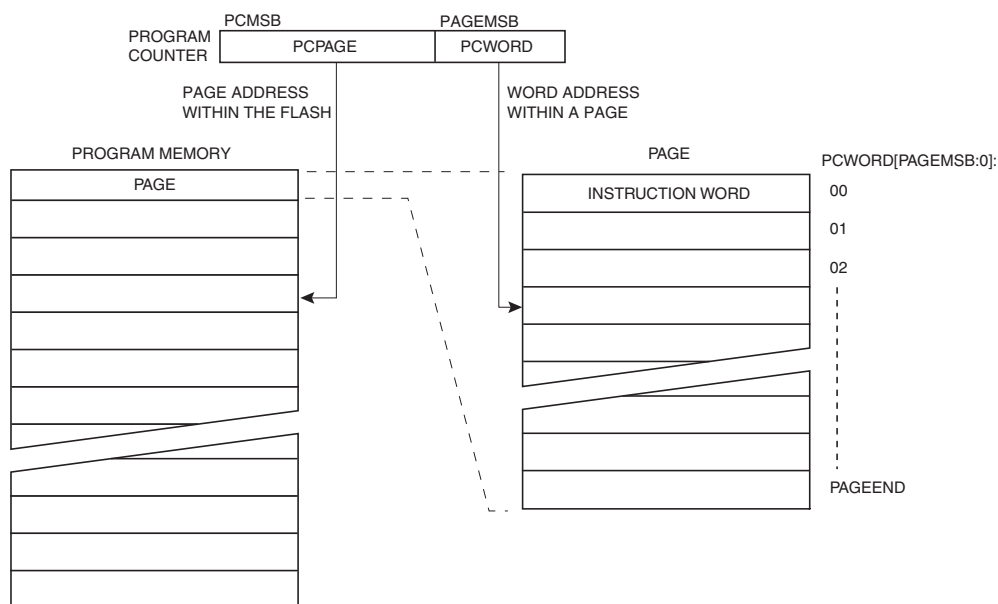 PCMSB PAGEMSB
PROGRAM
COUNTER
PCPAGE PCWORD
PAGE ADDRESS
WITHIN THE FLASH
WORD ADDRESS
WITHIN A PAGE
PROGRAM MEMORY
PAGE
PAGE
PCWORD[PAGEMSB:0]:
INSTRUCTION WORD
00
01
02
PAGEEND